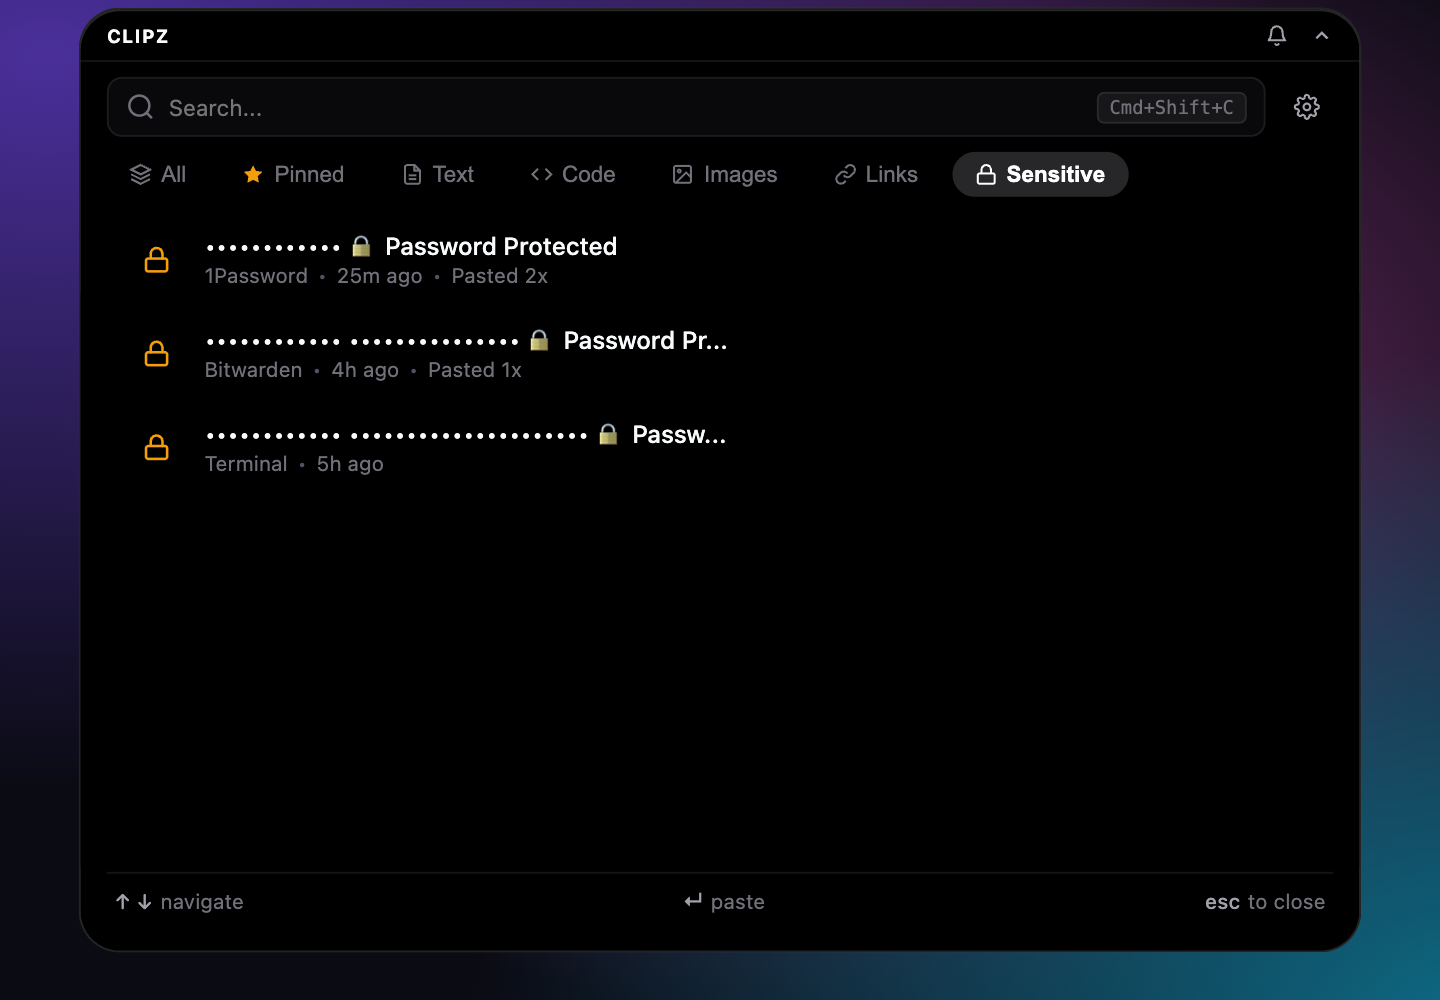 CLIPZ
Search... Cmd+Shift+C
All Pinned Text Code Images Links Sensitive
•••••••••••• 🔒 Password Protected
1Password • 25m ago • Pasted 2x
•••••••••••• ••••••••••••••• 🔒 Password Pr...
Bitwarden • 4h ago • Pasted 1x
•••••••••••• ••••••••••••••••••••• 🔒 Passw...
Terminal • 5h ago
↑ ↓ navigate ↵ paste esc to close